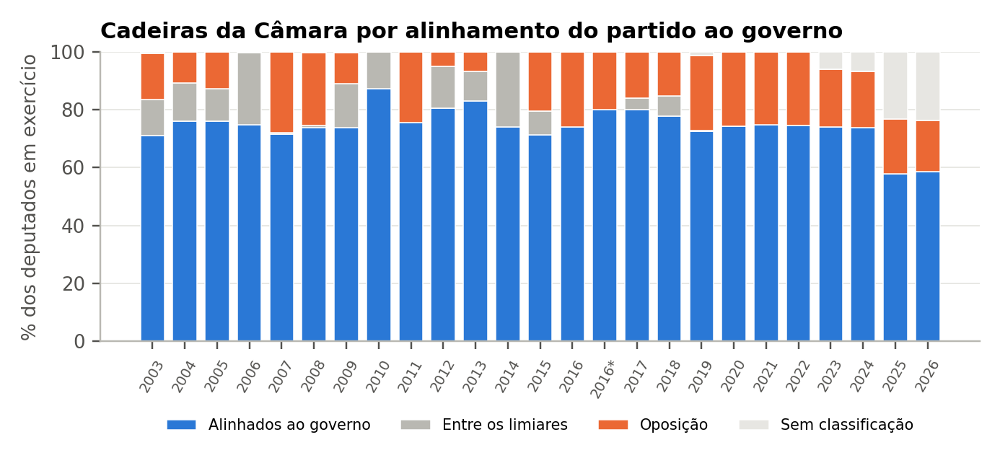 Cadeiras da Câmara por alinhamento do partido ao governo
% dos deputados em exercício
100
80
60
40
20
0
2003 2004 2005 2006 2007 2008 2009 2010 2011 2012 2013 2014 2015 2016 2016* 2017 2018 2019 2020 2021 2022 2023 2024 2025 2026
Alinhados ao governo Entre os limiares Oposição Sem classificação